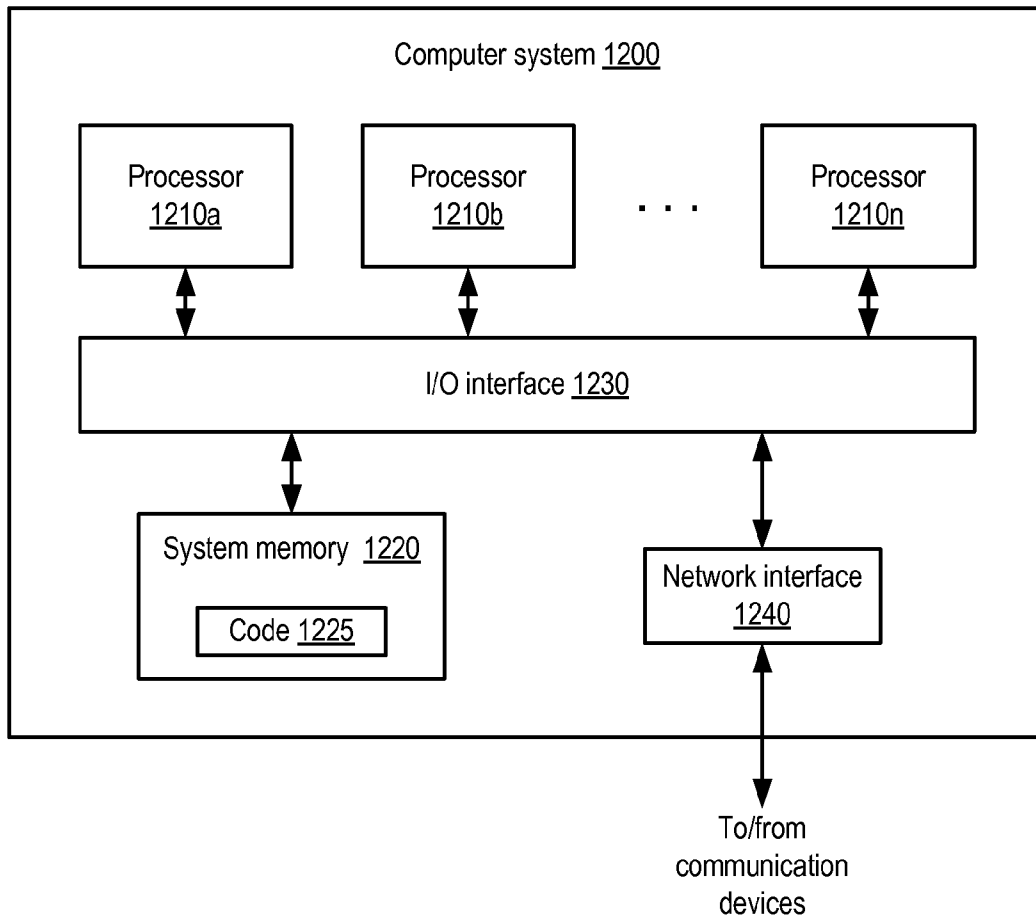 Computer system 1200
Processor
1210a
Processor
1210b
. . .
Processor
1210n
I/O interface 1230
System memory 1220
Code 1225
Network interface
1240
To/from
communication
devices